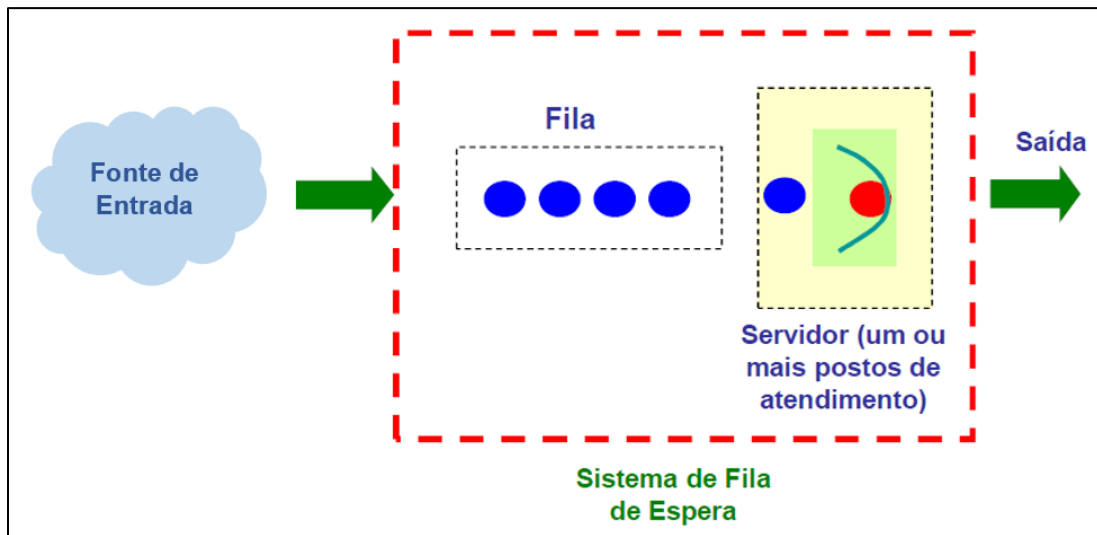 Fonte de
Entrada
Fila
Servidor (um ou
mais postos de
atendimento)
Saída
Sistema de Fila
de Espera